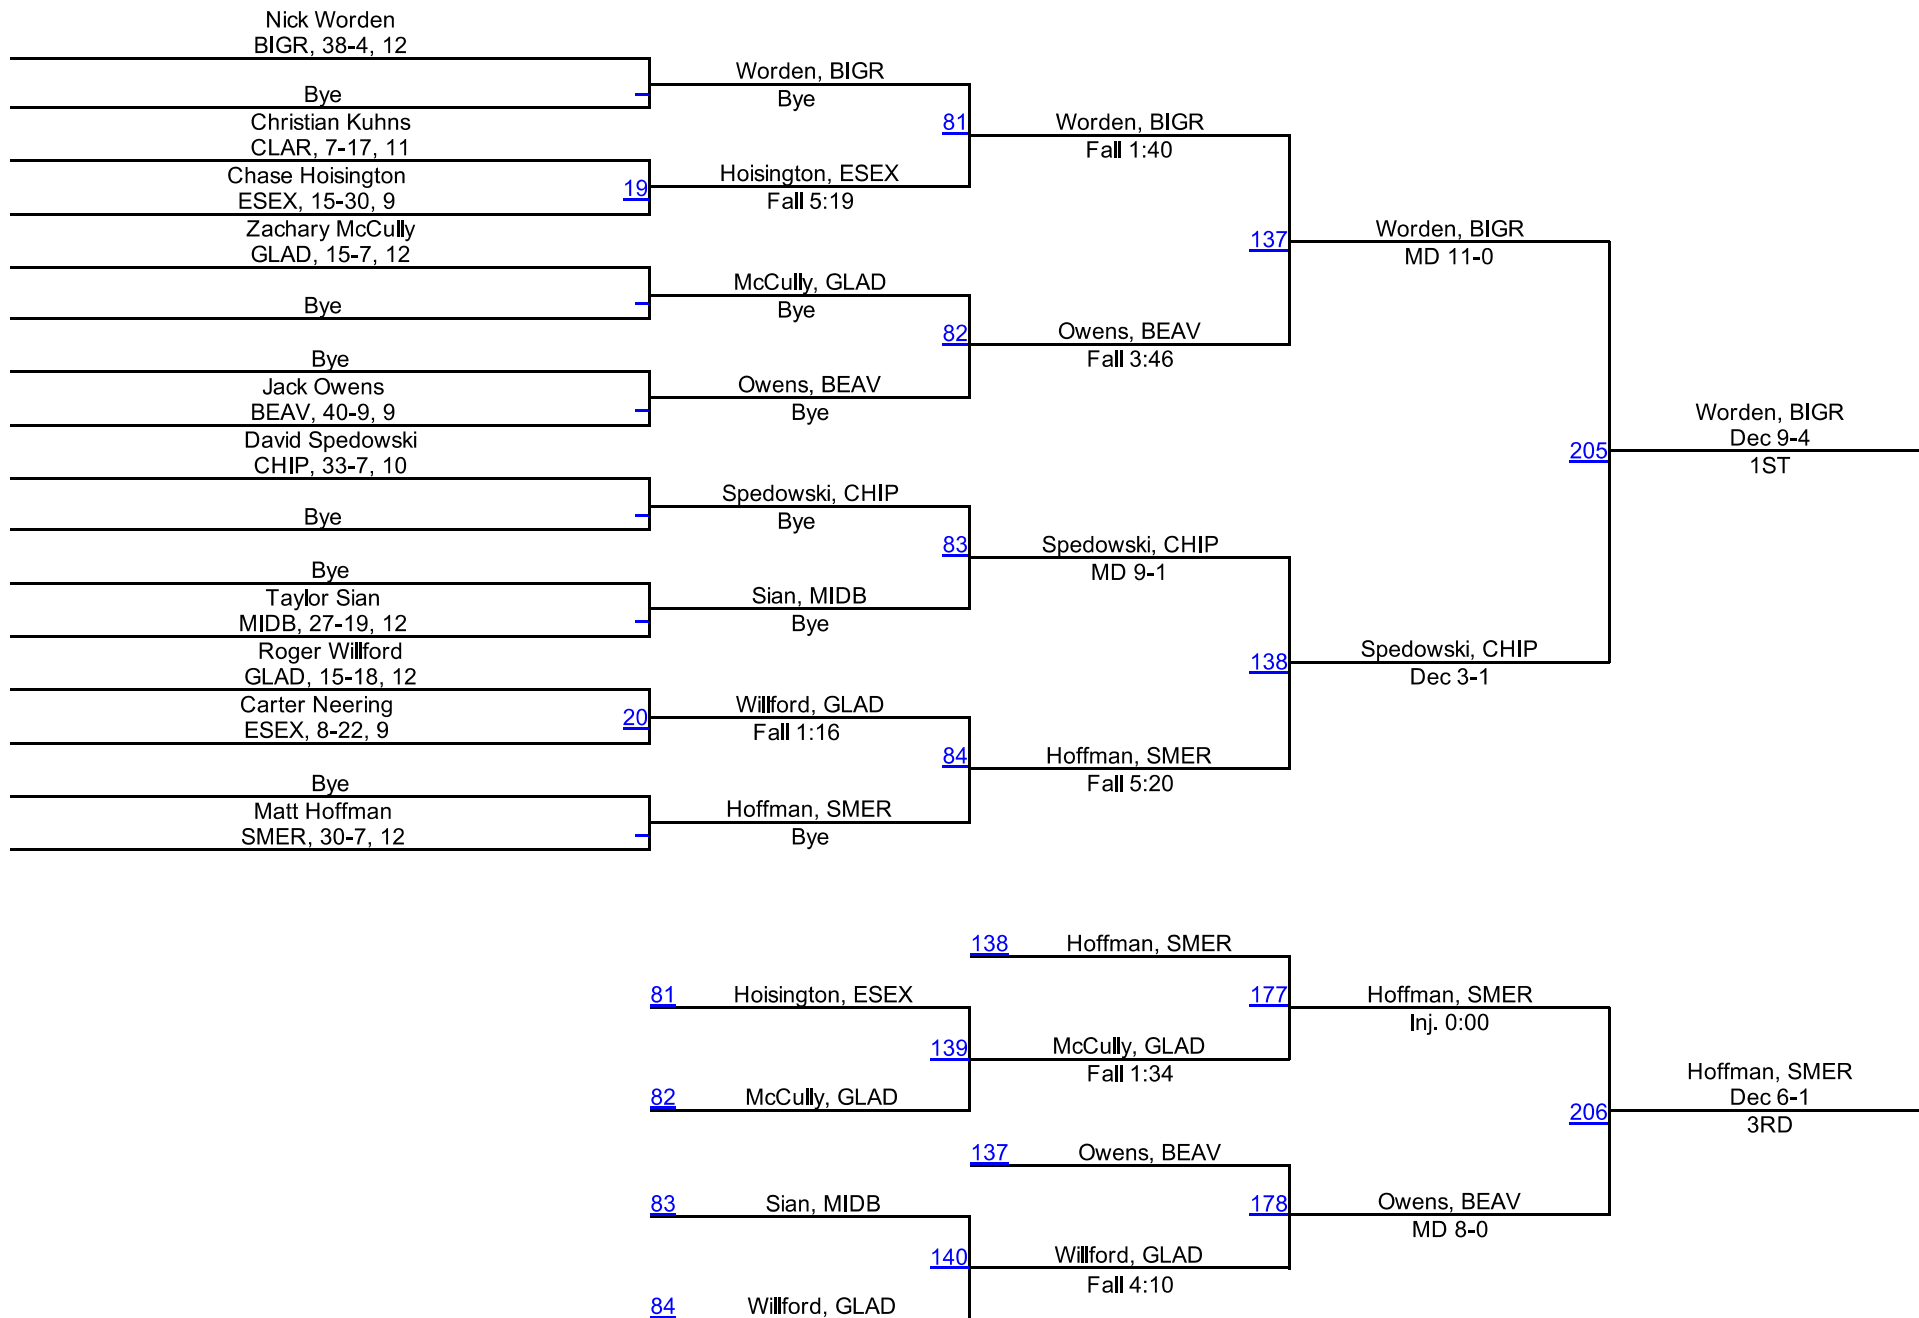 Nick Worden
BIGR, 38-4, 12
Bye
Christian Kuhns
CLAR, 7-17, 11
Chase Hoisington
ESEX, 15-30, 9
19
Zachary McCully
GLAD, 15-7, 12
Bye
Bye
Jack Owens
BEAV, 40-9, 9
David Spedowski
CHIP, 33-7, 10
Bye
Bye
Taylor Sian
MIDB, 27-19, 12
Roger Willford
GLAD, 15-18, 12
Carter Neering
ESEX, 8-22, 9
20
Bye
Matt Hoffman
SMER, 30-7, 12
Worden, BIGR
Bye
81
Hoisington, ESEX
Fall 5:19
McCully, GLAD
Bye
82
Owens, BEAV
Bye
Spedowski, CHIP
Bye
83
Sian, MIDB
Bye
Willford, GLAD
Fall 1:16
84
Hoffman, SMER
Bye
Worden, BIGR
Fall 1:40
137
Owens, BEAV
Fall 3:46
Spedowski, CHIP
MD 9-1
138
Hoffman, SMER
Fall 5:20
Worden, BIGR
MD 11-0
205
Spedowski, CHIP
Dec 3-1
Worden, BIGR
Dec 9-4
1ST
81
Hoisington, ESEX
139
82
McCully, GLAD
83
Sian, MIDB
140
84
Willford, GLAD
138
Hoffman, SMER
177
McCully, GLAD
Fall 1:34
137
Owens, BEAV
178
Willford, GLAD
Fall 4:10
Hoffman, SMER
Inj. 0:00
206
Owens, BEAV
MD 8-0
Hoffman, SMER
Dec 6-1
3RD